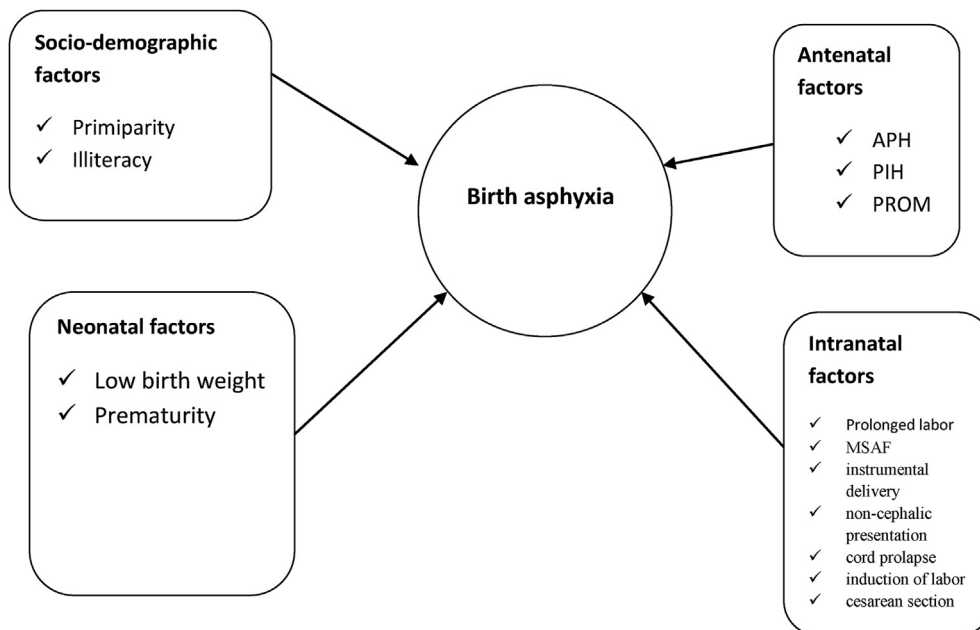 Socio-demographic
factors
✓ Primiparity
✓ Illiteracy
Birth asphyxia
Antenatal
factors
✓ APH
✓ PIH
✓ PROM
Neonatal factors
✓ Low birth weight
✓ Prematurity
Intranatal
factors
✓ Prolonged labor
✓ MSAF
✓ instrumental
delivery
✓ non-cephalic
presentation
✓ cord prolapse
✓ induction of labor
✓ cesarean section